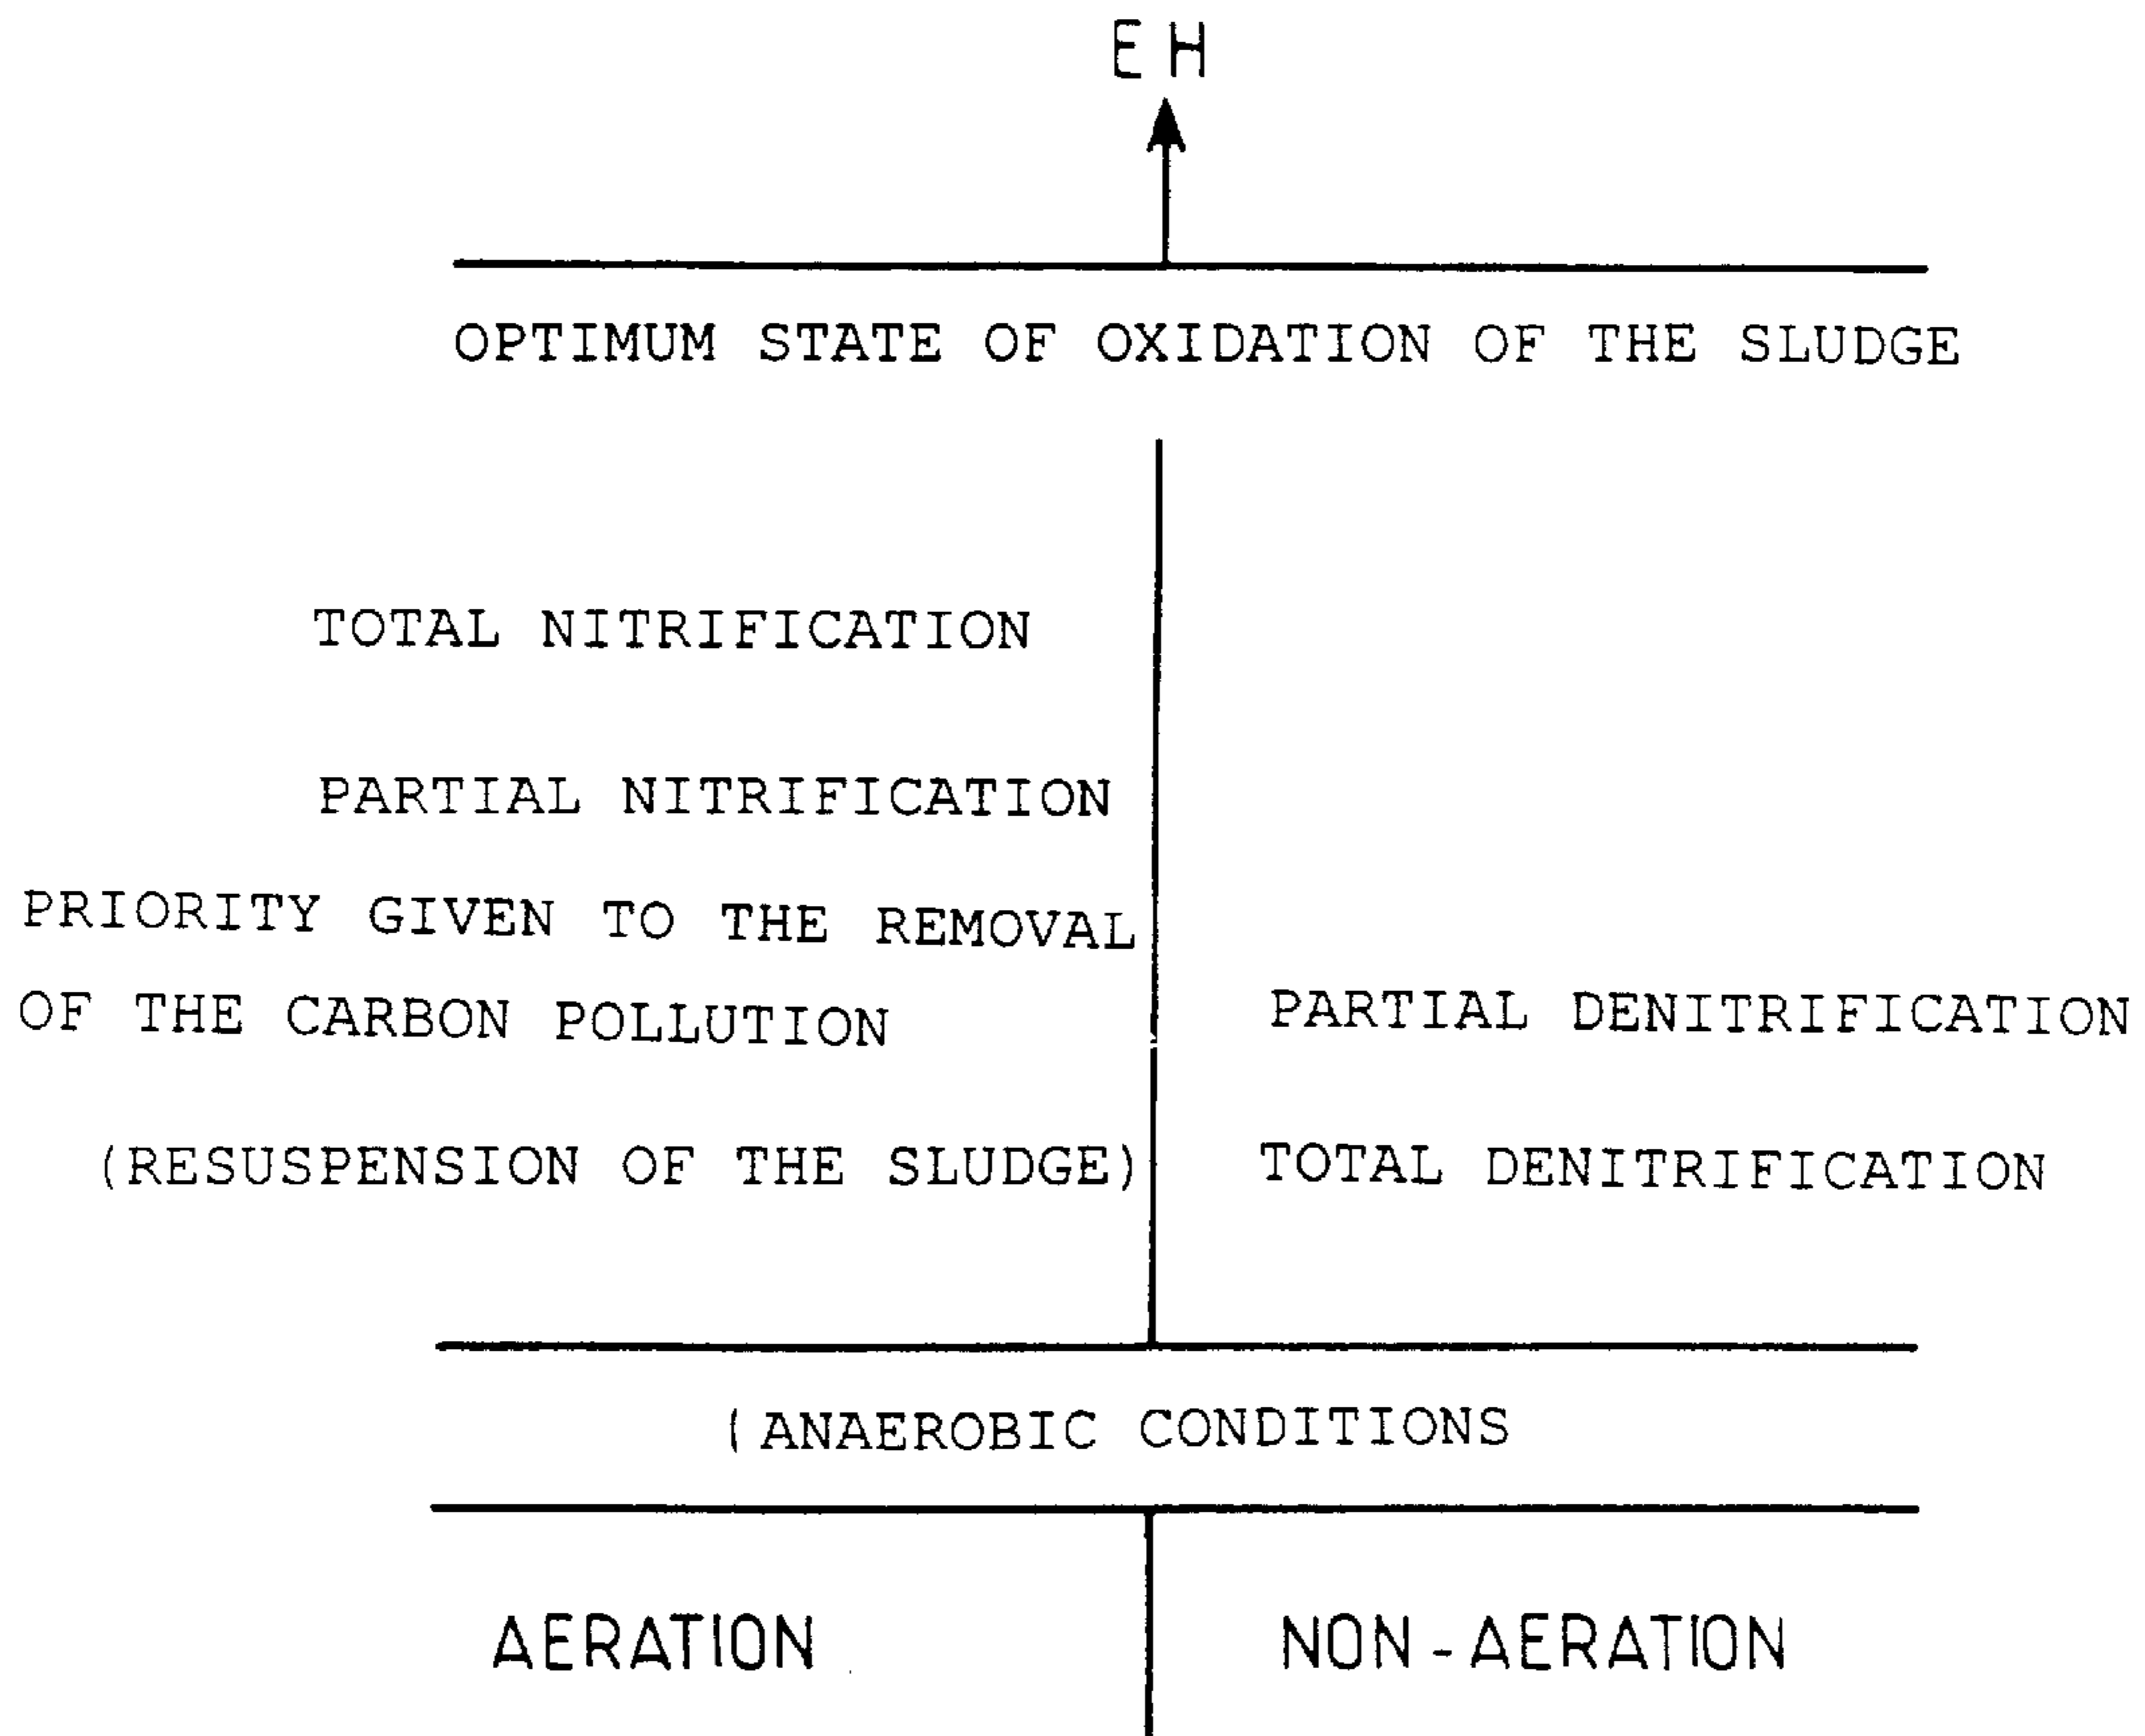 EH
OPTIMUM STATE OF OXIDATION OF THE SLUDGE
TOTAL NITRIFICATION
PARTIAL NITRIFICATION
PRIORITY GIVEN TO THE REMOVAL
OF THE CARBON POLLUTION
PARTIAL DENITRIFICATION
(RESUSPENSION OF THE SLUDGE)
TOTAL DENITRIFICATION
(ANAEROBIC CONDITIONS
AERATION
NON-AERATION